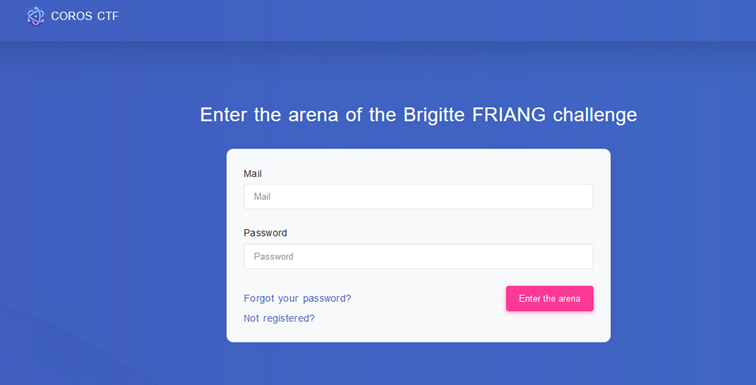 COROS CTF
Enter the arena of the Brigitte FRIANG challenge
Mail
Mail
Password
Password
Forgot your password?
Enter the arena
Not registered?